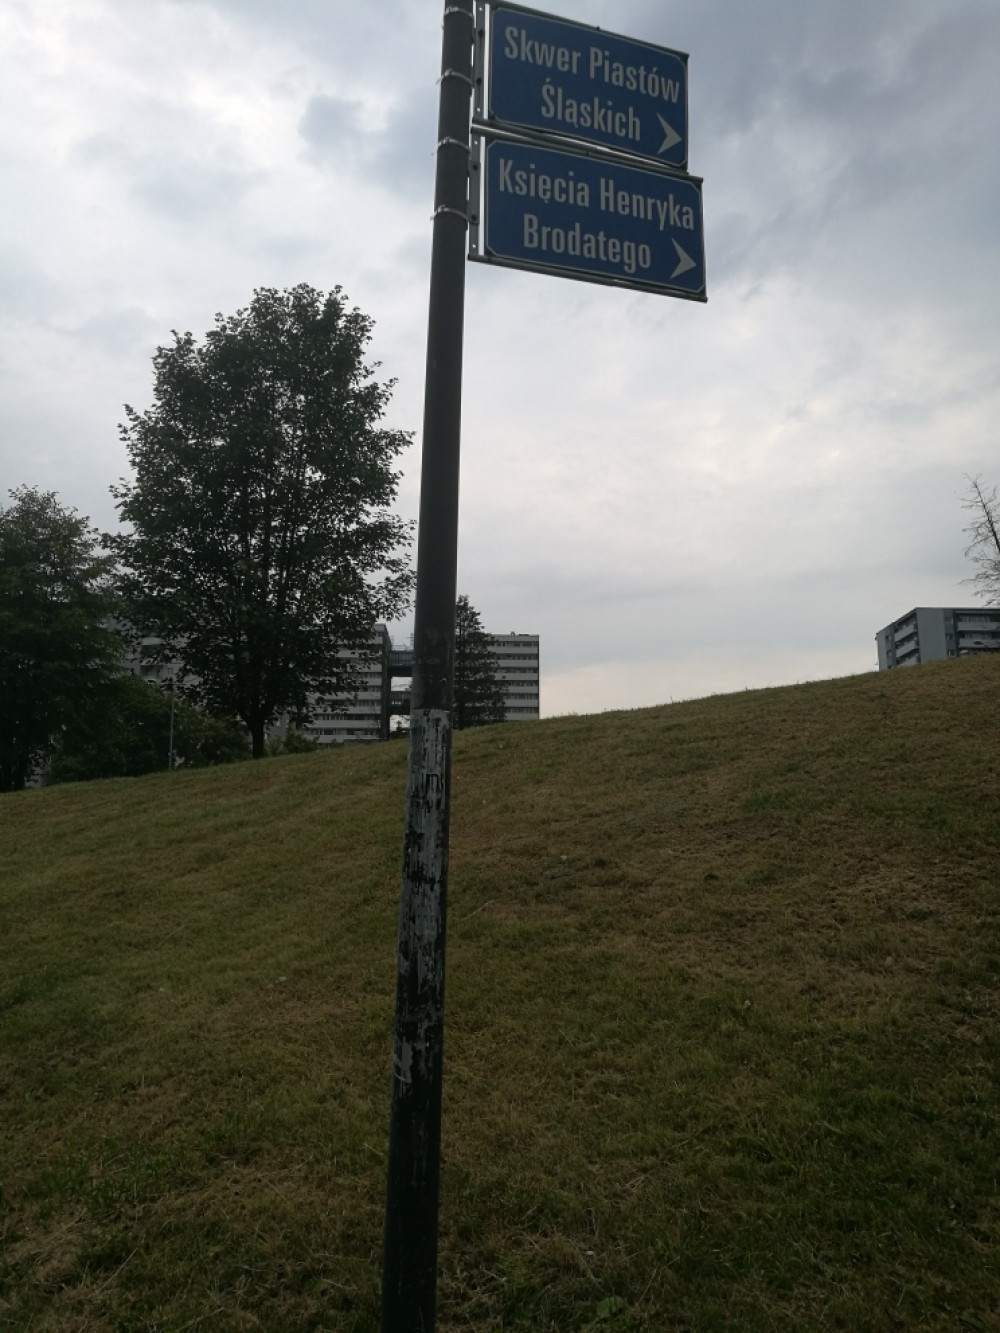 Skwer Piastów
Śląskich
Księcia Henryka
Brodatego